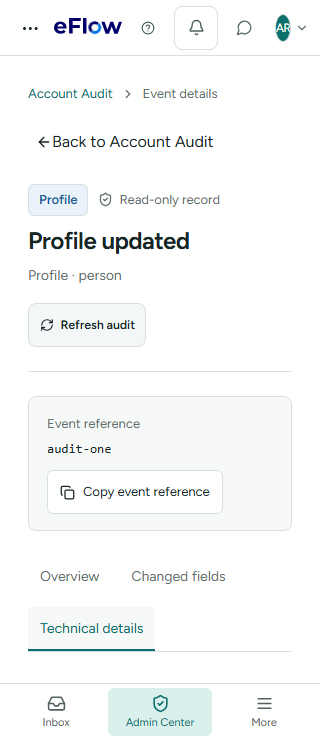 eFlow
AR
Account Audit
Event details
Back to Account Audit
Profile
Read-only record
Profile updated
Profile · person
Refresh audit
Event reference
audit-one
Copy event reference
Overview
Changed fields
Technical details
Inbox
Admin Center
More